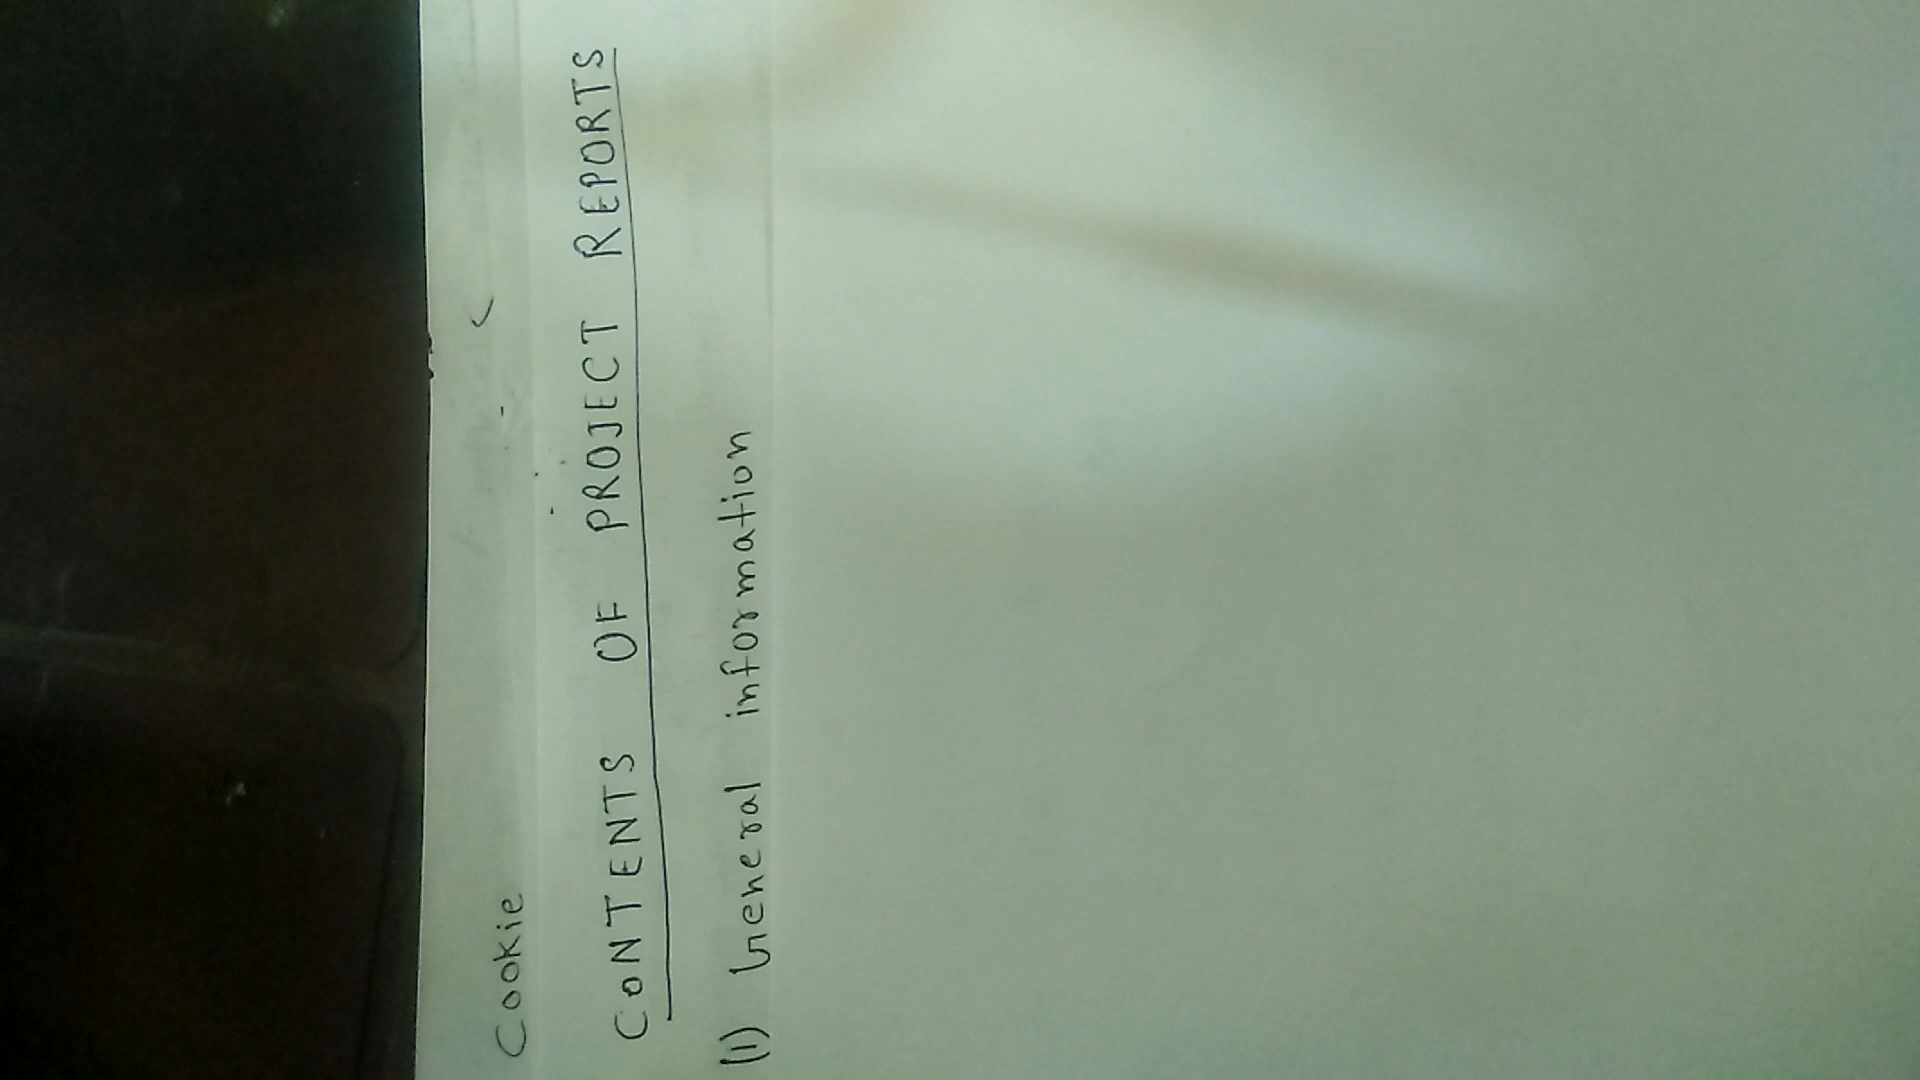 Cookie
CONTENTS OF PROJECT REPORTS
(1) General information